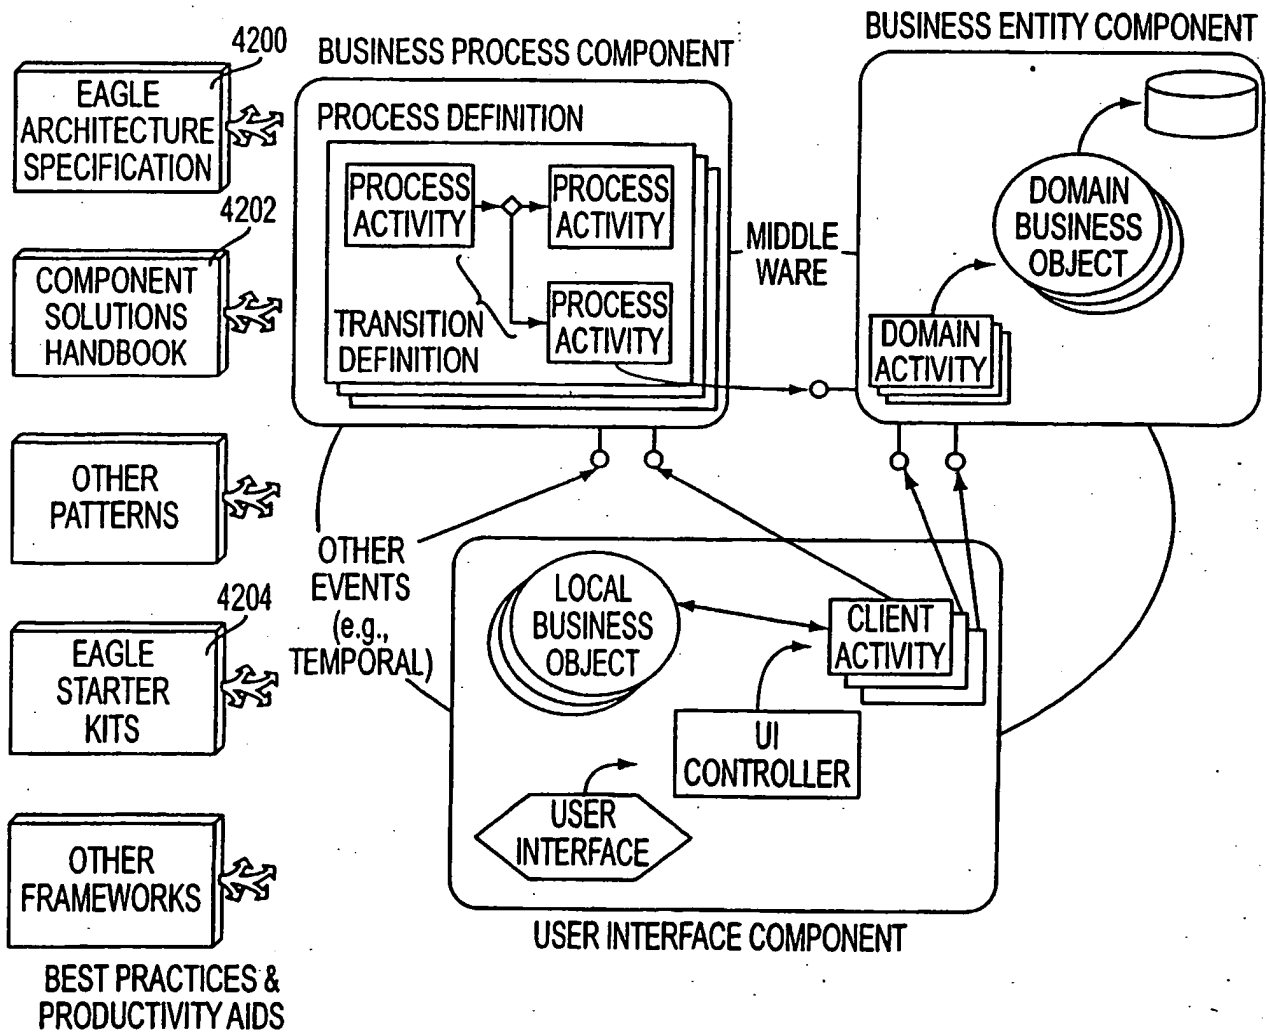 4200
EAGLE
ARCHITECTURE
SPECIFICATION
4202
COMPONENT
SOLUTIONS
HANDBOOK
OTHER
PATTERNS
4204
EAGLE
STARTER
KITS
OTHER
FRAMEWORKS
BEST PRACTICES &
PRODUCTIVITY AIDS
BUSINESS PROCESS COMPONENT
PROCESS DEFINITION
PROCESS
ACTIVITY
PROCESS
ACTIVITY
PROCESS
ACTIVITY
TRANSITION
DEFINITION
MIDDLE
WARE
BUSINESS ENTITY COMPONENT
DOMAIN
BUSINESS
OBJECT
DOMAIN
ACTIVITY
OTHER
EVENTS
(e.g.,
TEMPORAL)
LOCAL
BUSINESS
OBJECT
CLIENT
ACTIVITY
UI
CONTROLLER
USER
INTERFACE
USER INTERFACE COMPONENT